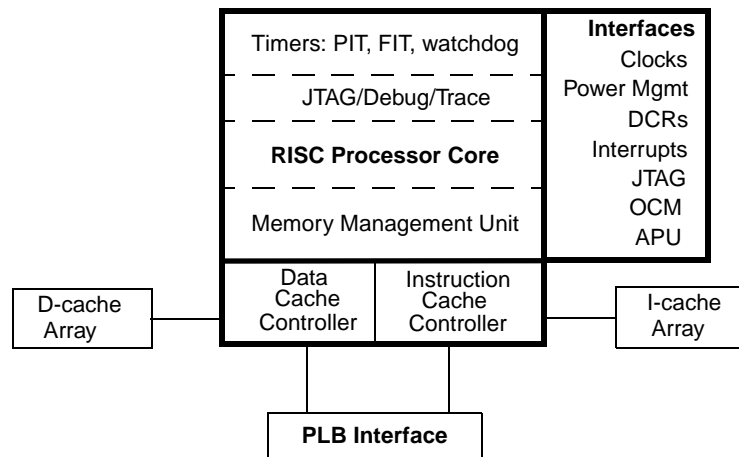 Timers: PIT, FIT, watchdog
JTAG/Debug/Trace
RISC Processor Core
Memory Management Unit
Interfaces
Clocks
Power Mgmt
DCRs
Interrupts
JTAG
OCM
APU
Data
Cache
Controller
Instruction
Cache
Controller
D-cache
Array
I-cache
Array
PLB Interface